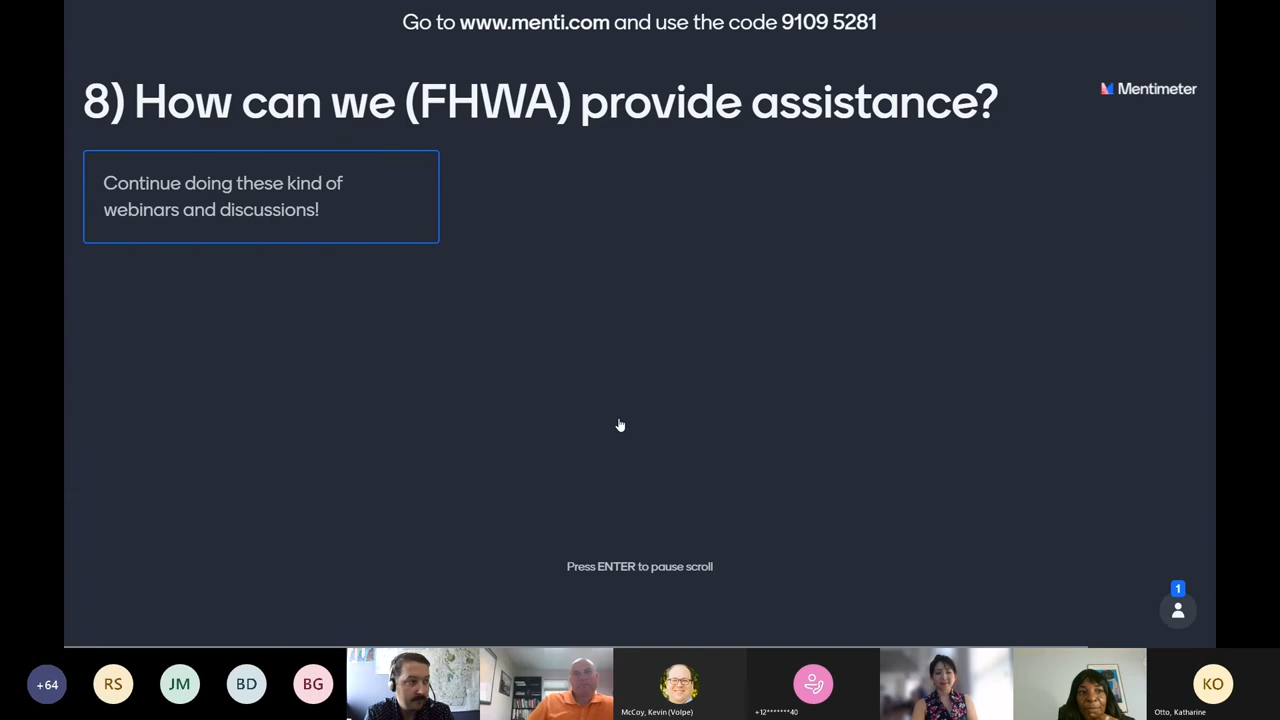 Go to www.menti.com and use the code 9109 5281
8) How can we (FHWA) provide assistance?
Mentimeter
Continue doing these kind of
webinars and discussions!
Press ENTER to pause scroll
1
+64
RS
JM
BD
BG
McCoy, Kevin (Volpe)
+12*******40
KO
Otto, Katharine